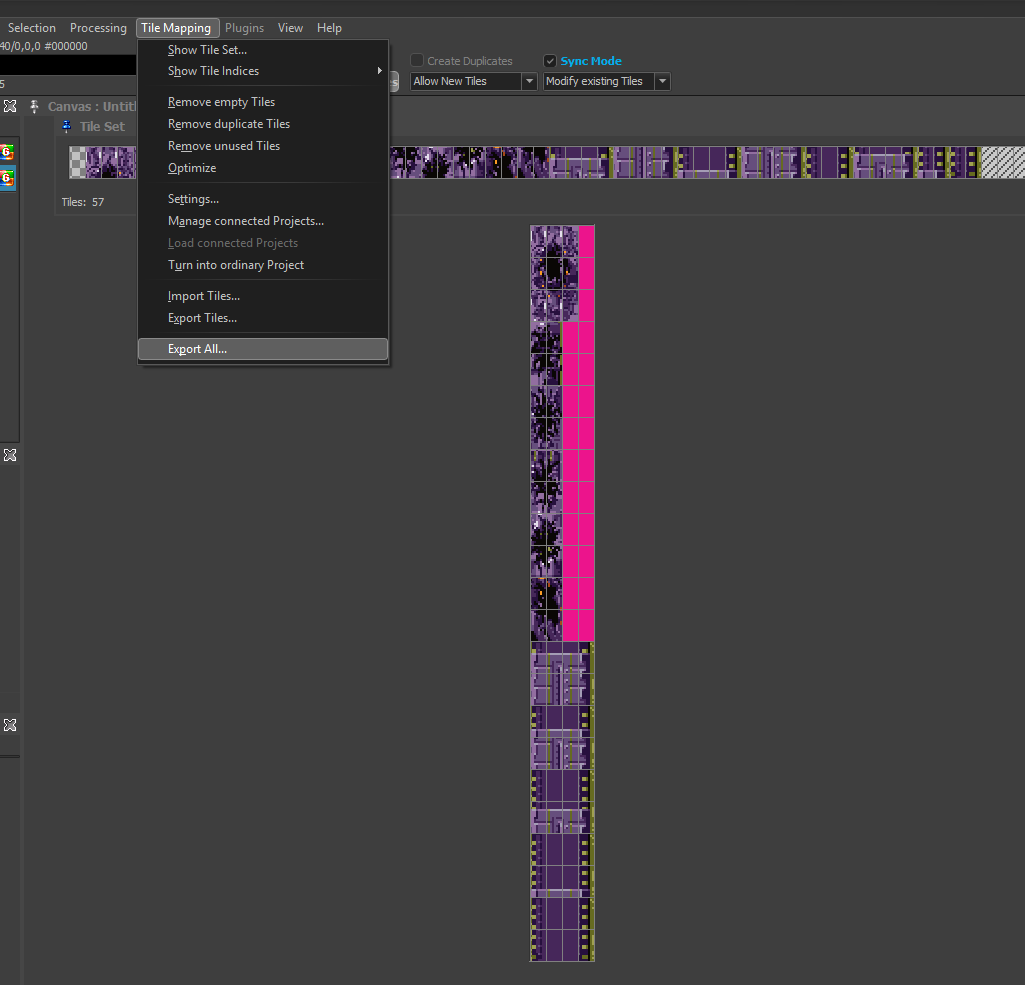 Selection Processing Tile Mapping Plugins View Help
40/0,0,0 #000000
Show Tile Set...
Create Duplicates Sync Mode
Show Tile Indices
5
s Allow New Tiles Modify existing Tiles
Remove empty Tiles
Canvas : Untit
Remove duplicate Tiles
Tile Set
Remove unused Tiles
Optimize
Settings...
Tiles: 57
Manage connected Projects...
Load connected Projects
Turn into ordinary Project
Import Tiles...
Export Tiles...
Export All...